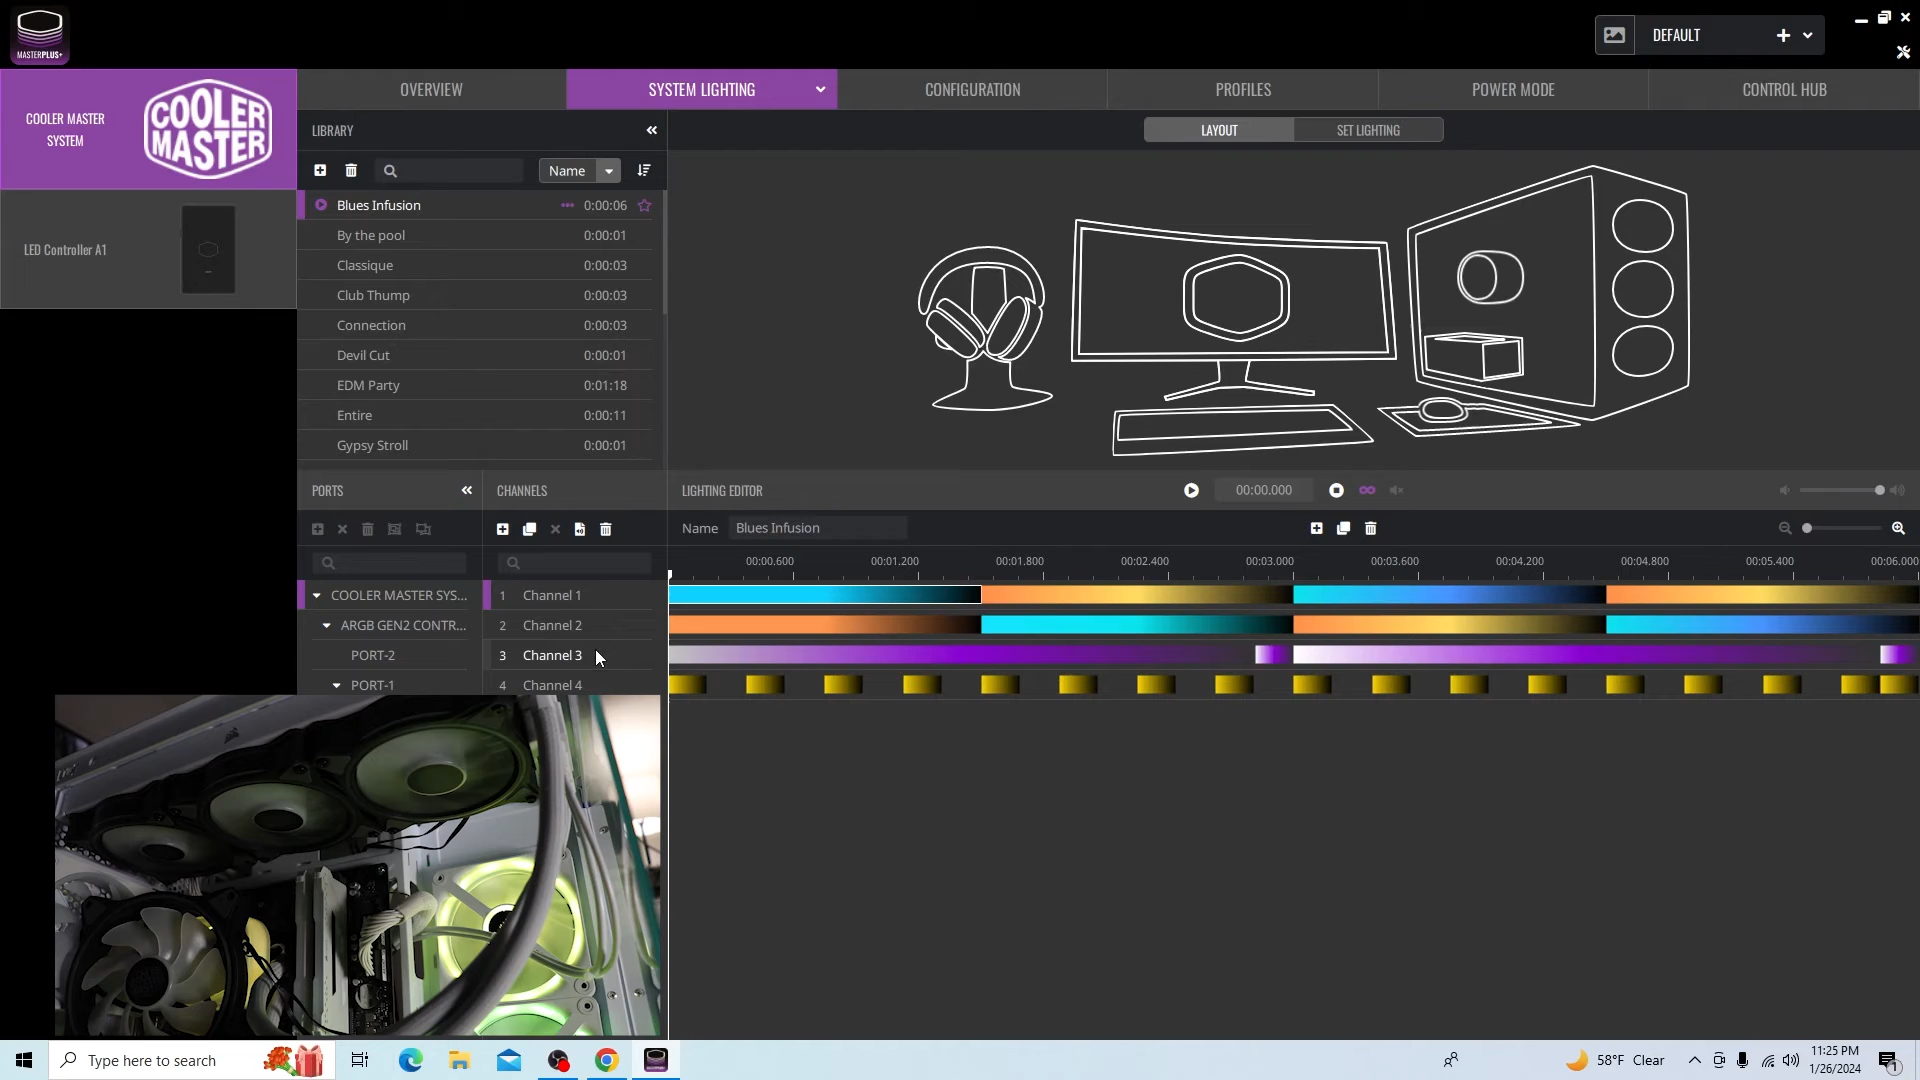 MASTERPLUS+
DEFAULT
COOLER MASTER
SYSTEM
COOLER
MASTER
LED Controller A1
OVERVIEW
SYSTEM LIGHTING
CONFIGURATION
PROFILES
POWER MODE
CONTROL HUB
LIBRARY
LAYOUT
SET LIGHTING
Name
Blues Infusion 0:00:06
By the pool 0:00:01
Classique 0:00:03
Club Thump 0:00:03
Connection 0:00:03
Devil Cut 0:00:01
EDM Party 0:01:18
Entire 0:00:11
Gypsy Stroll 0:00:01
PORTS
CHANNELS
LIGHTING EDITOR
00:00.000
Name Blues Infusion
00:00.600 00:01.200 00:01.800 00:02.400 00:03.000 00:03.600 00:04.200 00:04.800 00:05.400 00:06.000
COOLER MASTER SYS...
ARGB GEN2 CONTR...
PORT-2
PORT-1
1 Channel 1
2 Channel 2
3 Channel 3
4 Channel 4
Type here to search
58°F Clear
11:25 PM
1/26/2024
1